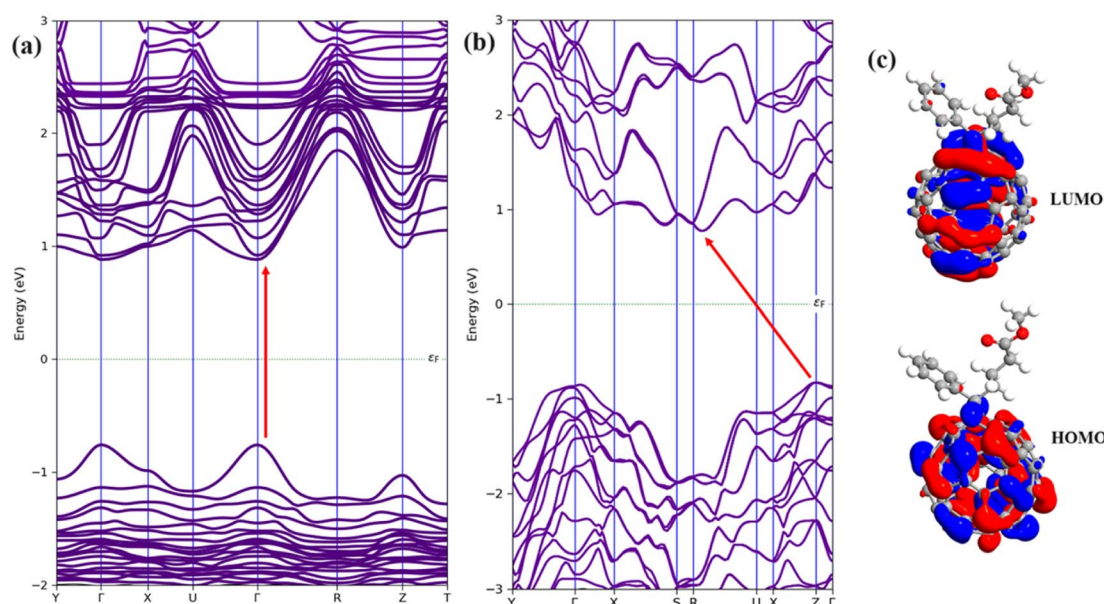 (a)
3
2
1
0
−1
−2
Energy (eV)
εF
Y Γ X U Γ R Z T
(b)
3
2
1
0
−1
−2
−3
Energy (eV)
εF
Y Γ X S R U X Z Γ
(c)
LUMO
HOMO